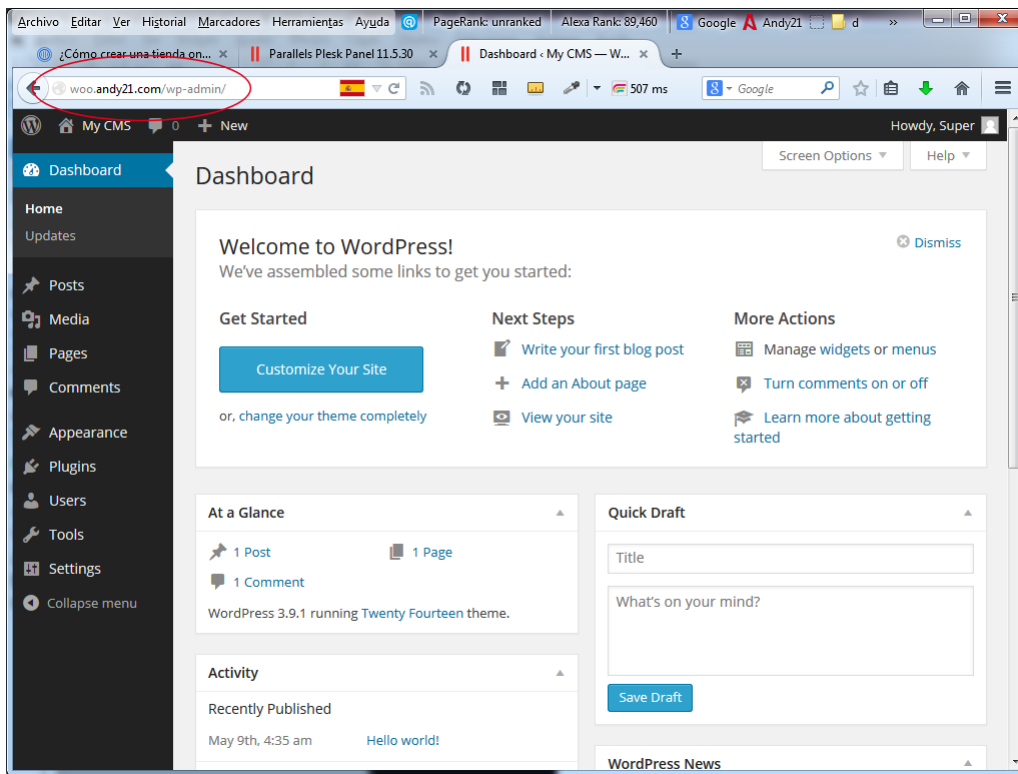 Archivo Editar Ver Historial Marcadores Herramientas Ayuda @ PageRank: unranked Alexa Rank: 89,460 8 Google A Andy21 d »
¿Cómo crear una tienda on... × Parallels Plesk Panel 11.5.30 × Dashboard ‹ My CMS — W... × +
woo.andy21.com/wp-admin/ 507 ms 8 Google
My CMS 0 + New Howdy, Super
Dashboard
Home
Updates
Posts
Media
Pages
Comments
Appearance
Plugins
Users
Tools
Settings
Collapse menu
Screen Options Help
Dashboard
Welcome to WordPress!
Dismiss
We've assembled some links to get you started:
Get Started
Customize Your Site
or, change your theme completely
Next Steps
Write your first blog post
Add an About page
View your site
More Actions
Manage widgets or menus
Turn comments on or off
Learn more about getting
started
At a Glance
1 Post 1 Page
1 Comment
WordPress 3.9.1 running Twenty Fourteen theme.
Activity
Recently Published
May 9th, 4:35 am Hello world!
Quick Draft
Title
What's on your mind?
Save Draft
WordPress News